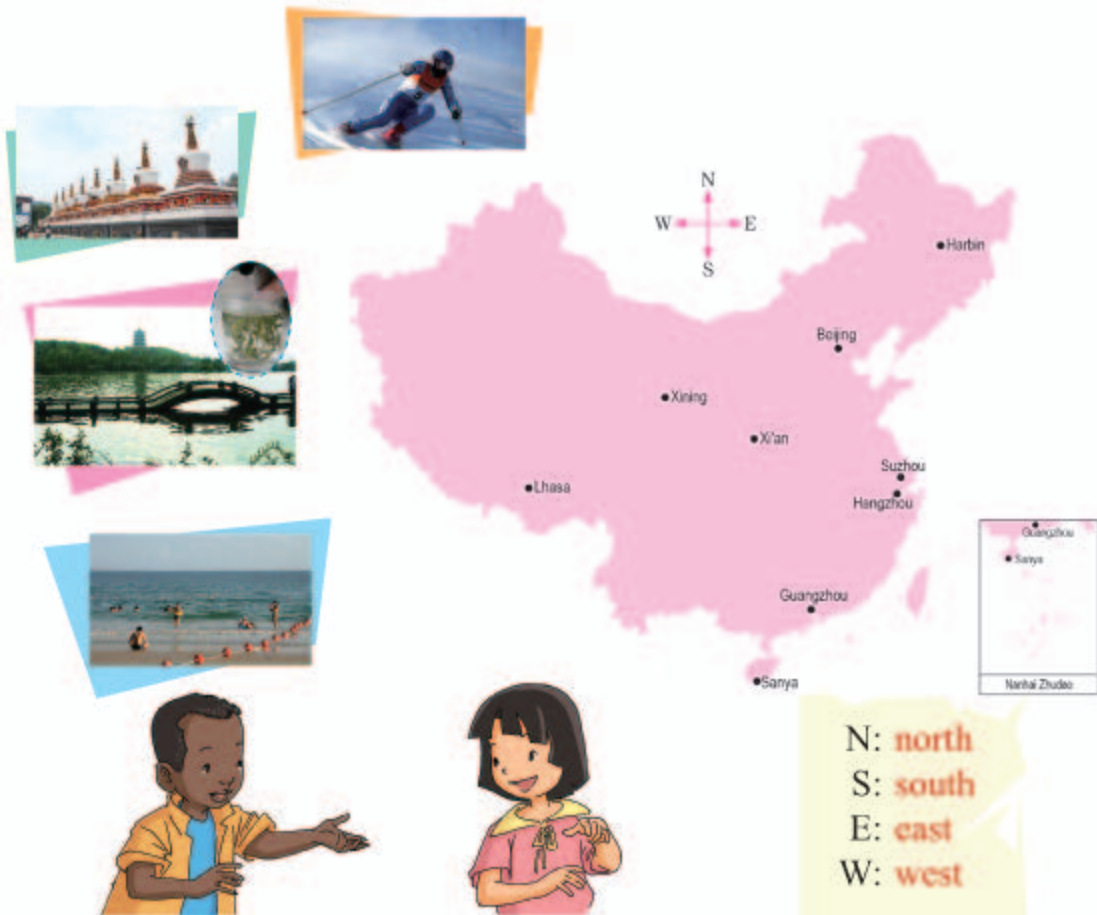 N
W E
S
Harbin
Beijing
Xining
Xi'an
Suzhou
Hangzhou
Lhasa
Guangzhou
Sanya
Guangzhou
Sanya
Nanhai Zhudao
N: north
S: south
E: east
W: west